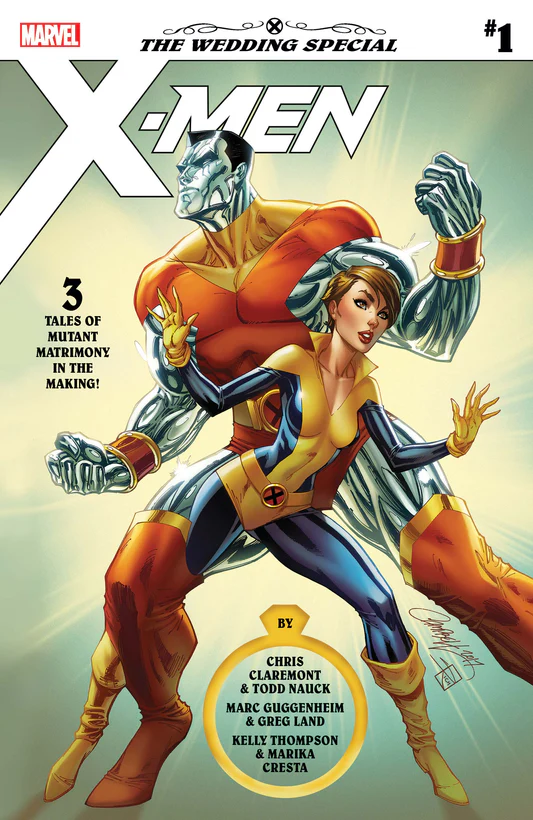 MARVEL
THE WEDDING SPECIAL
#1
X-MEN
3
TALES OF
MUTANT
MATRIMONY
IN THE
MAKING!
BY
CHRIS
CLAREMONT
& TODD NAUCK
MARC GUGGENHEIM
& GREG LAND
KELLY THOMPSON
& MARIKA
CRESTA